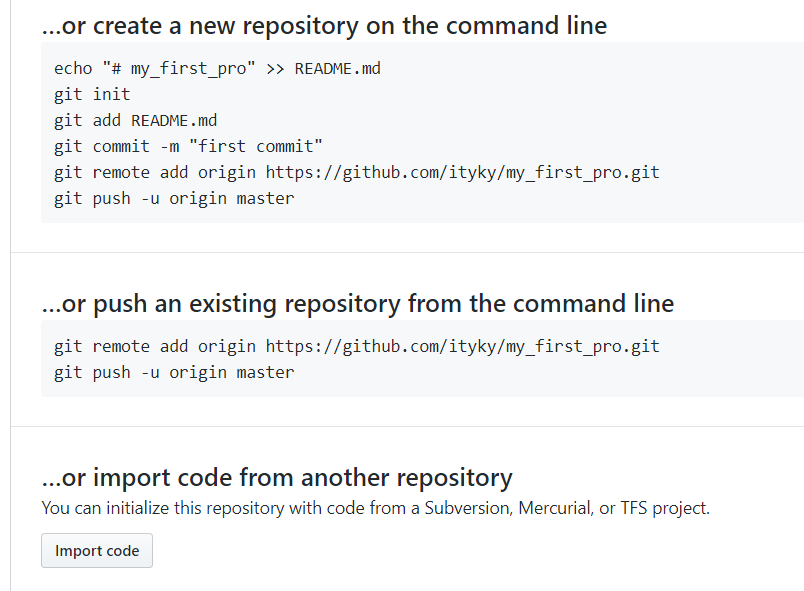 ...or create a new repository on the command line
echo "# my_first_pro" >> README.md
git init
git add README.md
git commit -m "first commit"
git remote add origin https://github.com/ityky/my_first_pro.git
git push -u origin master
...or push an existing repository from the command line
git remote add origin https://github.com/ityky/my_first_pro.git
git push -u origin master
...or import code from another repository
You can initialize this repository with code from a Subversion, Mercurial, or TFS project.
Import code